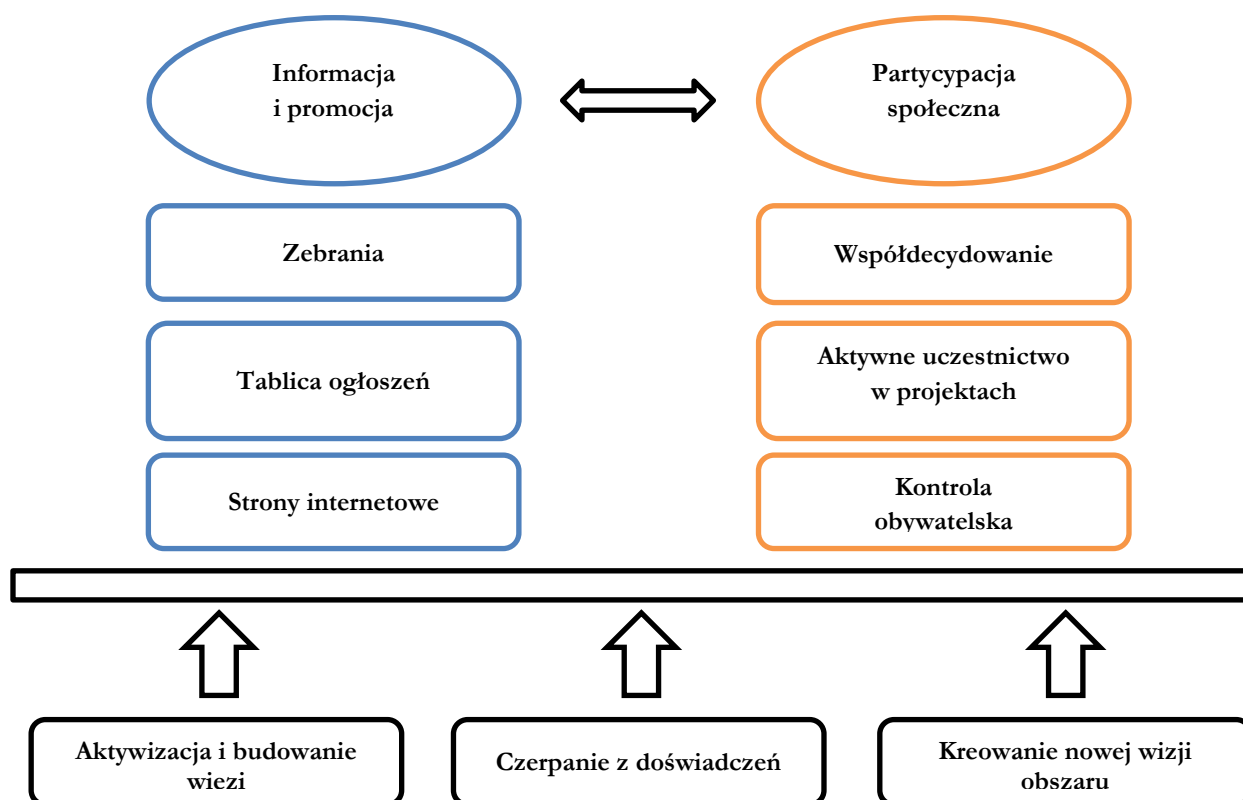 Informacja
i promocja
Partycypacja
społeczna
Zebrania
Współdecydowanie
Tablica ogłoszeń
Aktywne uczestnictwo
w projektach
Strony internetowe
Kontrola
obywatelska
Aktywizacja i budowanie
wiezi
Czerpanie z doświadczeń
Kreowanie nowej wizji
obszaru